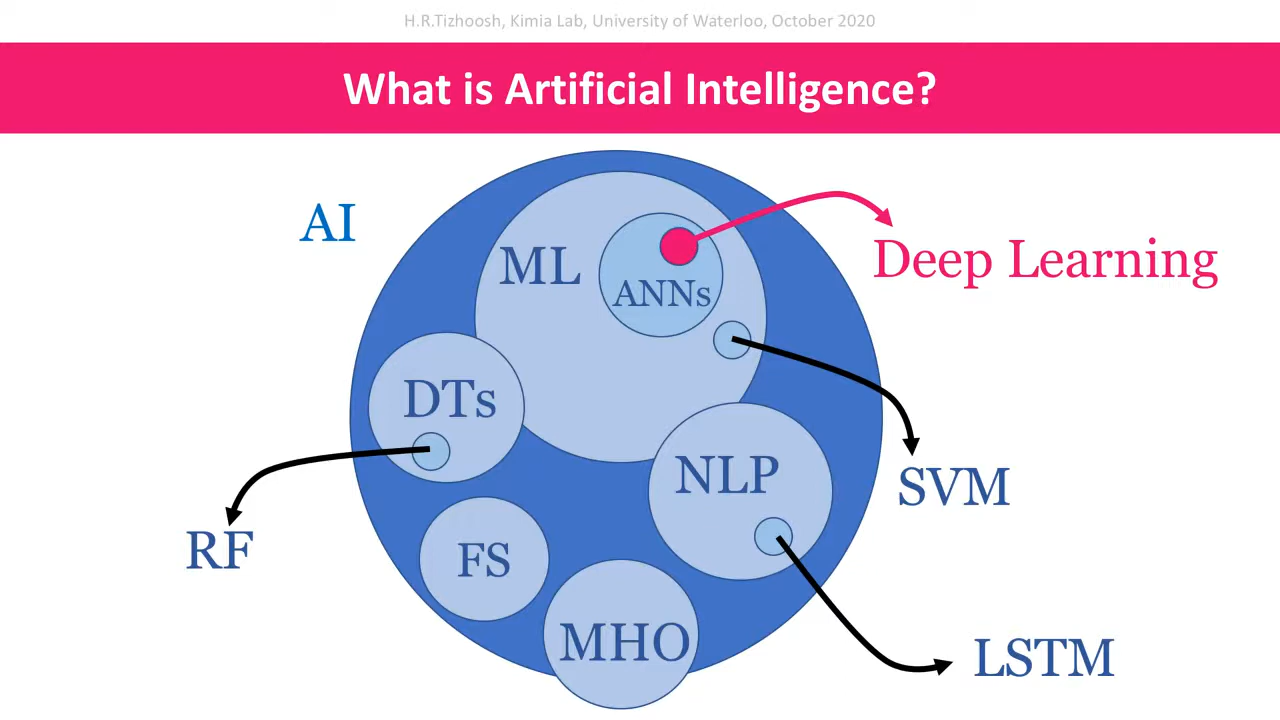 H.R.Tizhoosh, Kimia Lab, University of Waterloo, October 2020
What is Artificial Intelligence?
AI
ML
ANNs
Deep Learning
DTs
NLP
SVM
RF
FS
MHO
LSTM